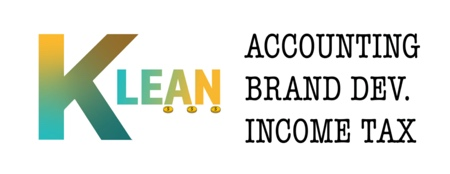 KLEAN
ACCOUNTING
BRAND DEV.
INCOME TAX